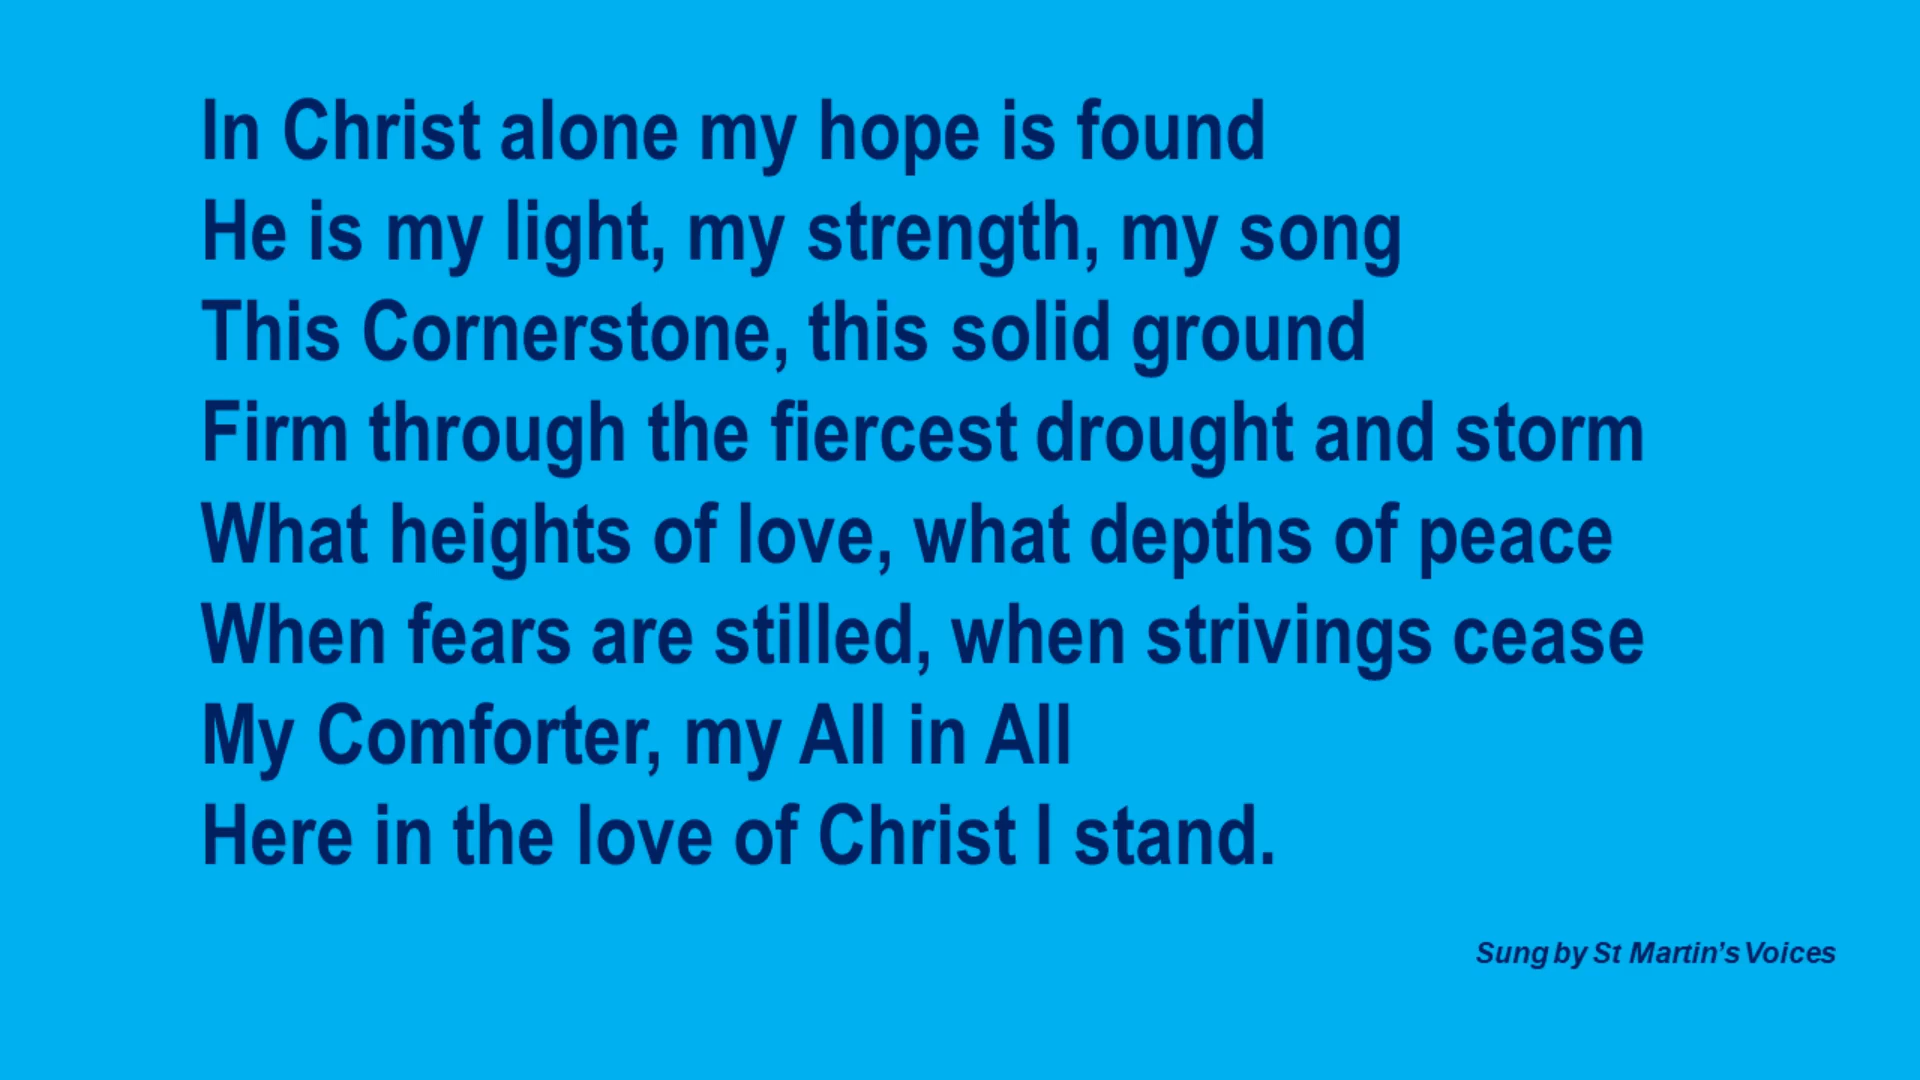 In Christ alone my hope is found
He is my light, my strength, my song
This Cornerstone, this solid ground
Firm through the fiercest drought and storm
What heights of love, what depths of peace
When fears are stilled, when strivings cease
My Comforter, my All in All
Here in the love of Christ I stand.
Sung by St Martin’s Voices